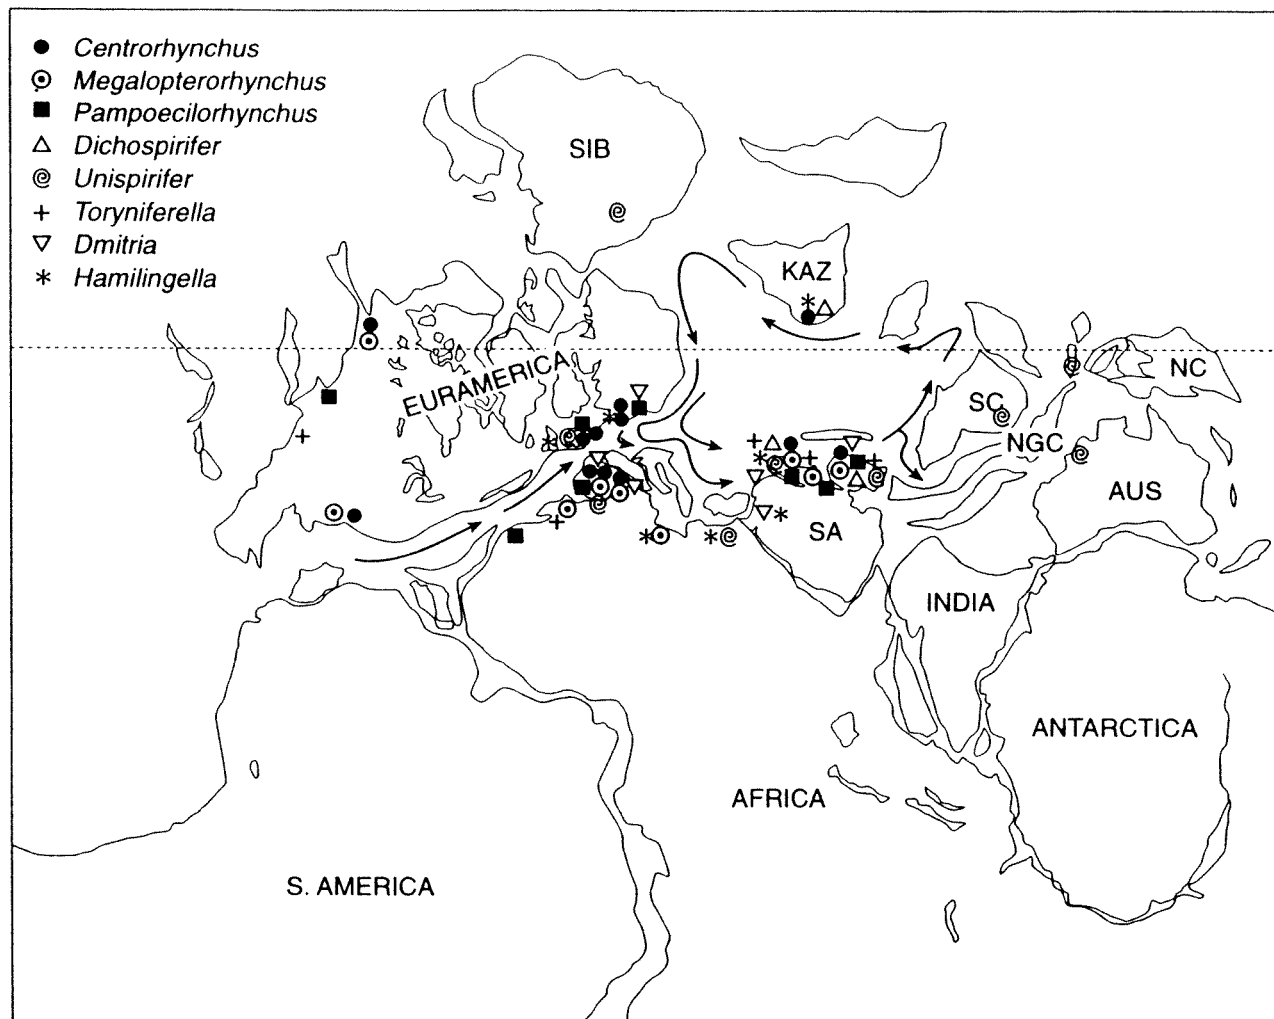 Centrorhynchus
Megalopterorhynchus
Pampoecilorhynchus
Dichospirifer
Unispirifer
Toryniferella
Dmitria
Hamilingella
SIB
KAZ
EURAMERICA
NC
SC
NGC
AUS
SA
INDIA
ANTARCTICA
AFRICA
S. AMERICA